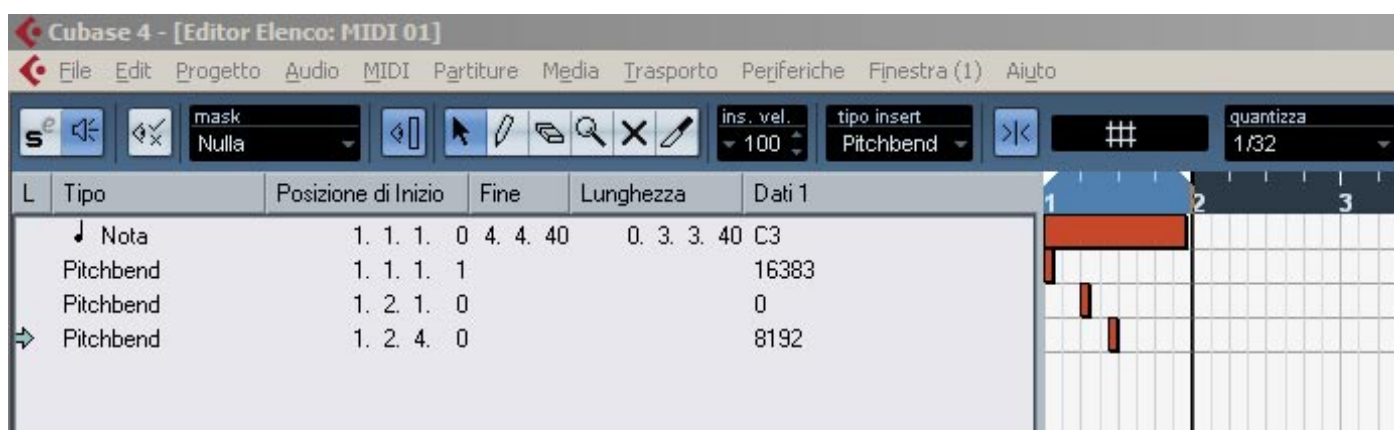 Cubase 4 - [Editor Elenco: MIDI 01]
File Edit Progetto Audio MIDI Partiture Media Trasporto Periferiche Finestra (1) Aiuto
mask ins. vel. tipo insert quantizza
Nulla 100 Pitchbend 1/32
L Tipo Posizione di Inizio Fine Lunghezza Dati 1 1 2 3
Nota 1. 1. 1. 0 4. 4. 40 0. 3. 3. 40 C3
Pitchbend 1. 1. 1. 1 16383
Pitchbend 1. 2. 1. 0 0
Pitchbend 1. 2. 4. 0 8192